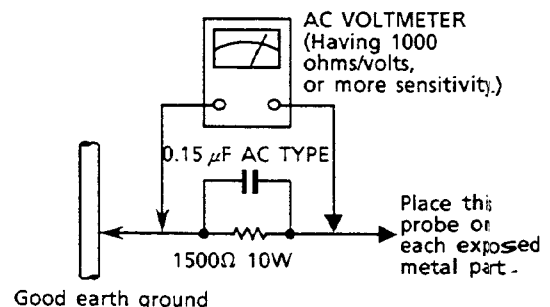 AC VOLTMETER
(Having 1000
ohms/volts,
or more sensitivity.)
0.15 μF AC TYPE
1500Ω 10W
Place this
probe on
each exposed
metal part.
Good earth ground